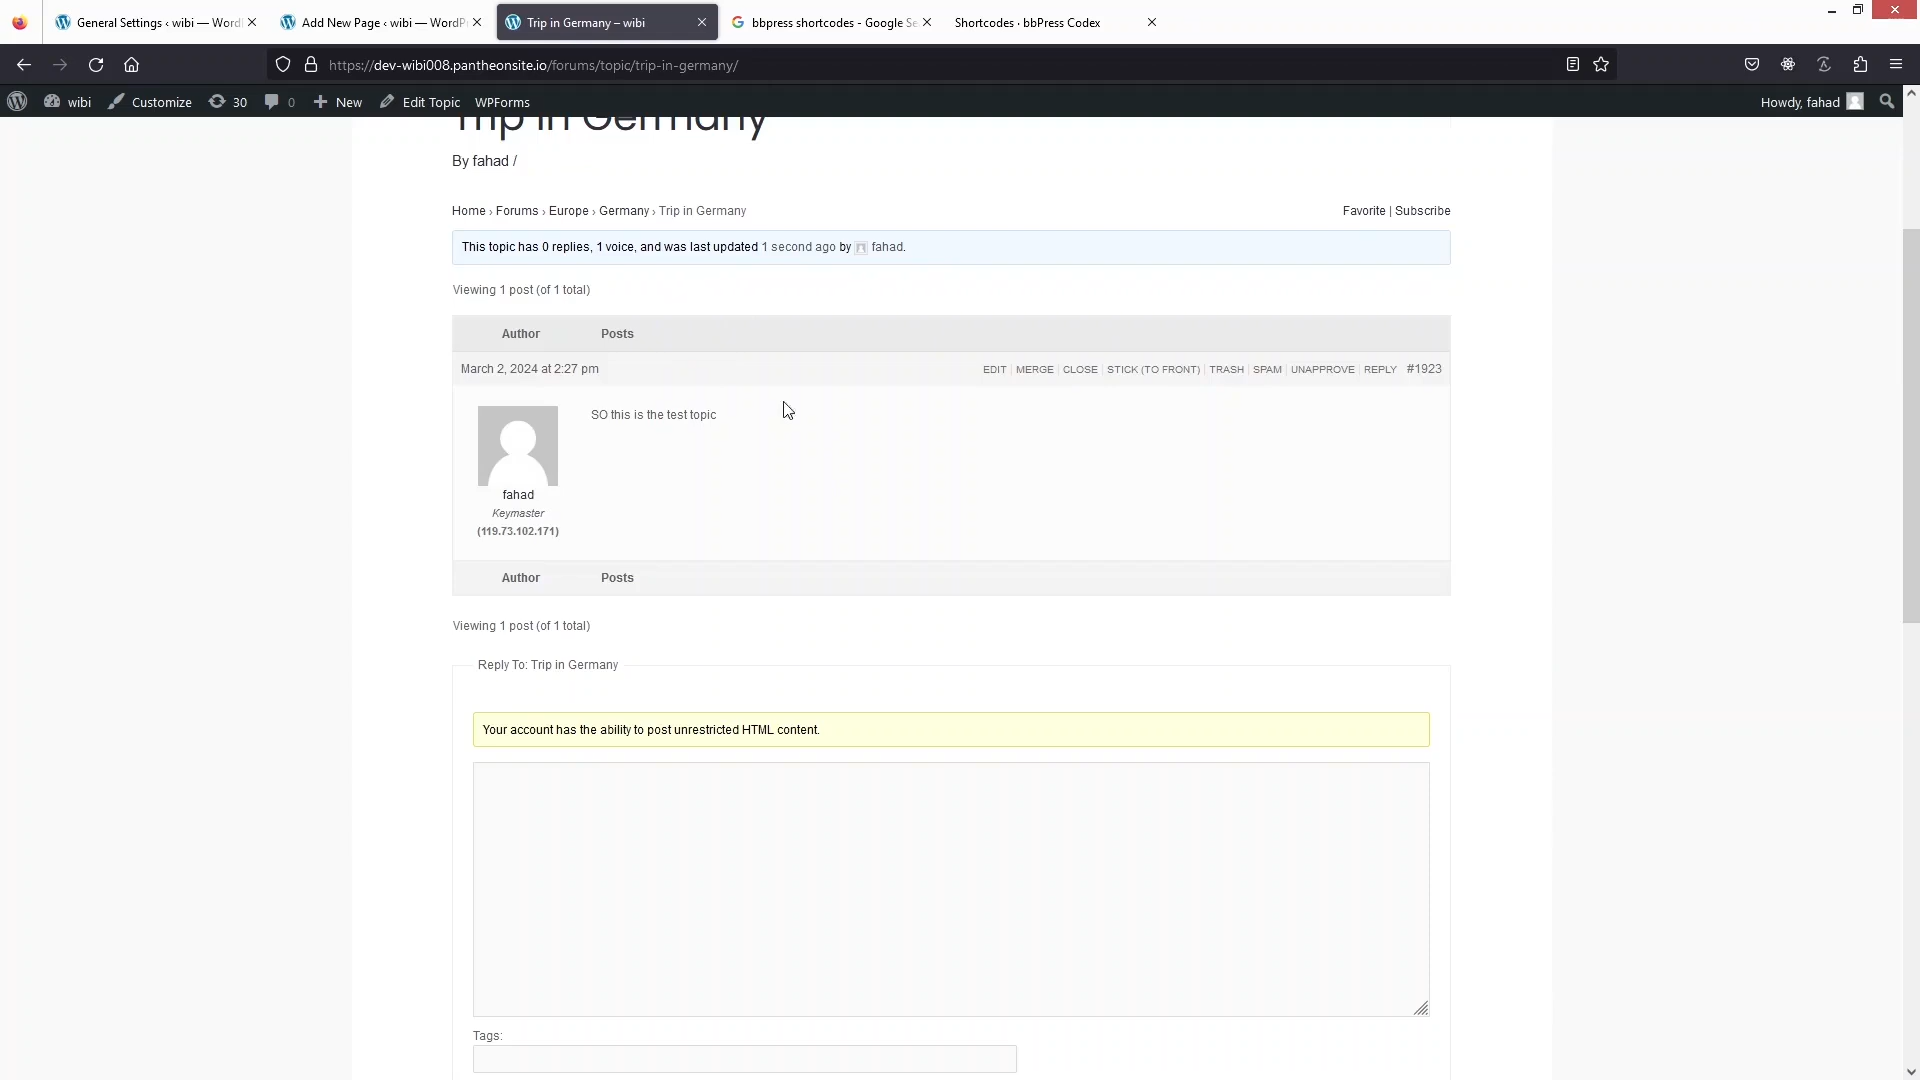 General Settings ‹ wibi — Word
Add New Page ‹ wibi — WordP
Trip in Germany – wibi
bbpress shortcodes - Google Se
Shortcodes · bbPress Codex
https://dev-wibi008.pantheonsite.io/forums/topic/trip-in-germany/
wibi
Customize
30
0
New
Edit Topic
WPForms
Howdy, fahad
Trip in Germany
By fahad /
Home › Forums › Europe › Germany › Trip in Germany
Favorite | Subscribe
This topic has 0 replies, 1 voice, and was last updated 1 second ago by fahad.
Viewing 1 post (of 1 total)
Author Posts
March 2, 2024 at 2:27 pm
EDIT | MERGE | CLOSE | STICK (TO FRONT) | TRASH | SPAM | UNAPPROVE | REPLY #1923
SO this is the test topic
fahad
Keymaster
(119.73.102.171)
Author Posts
Viewing 1 post (of 1 total)
Reply To: Trip in Germany
Your account has the ability to post unrestricted HTML content.
Tags: